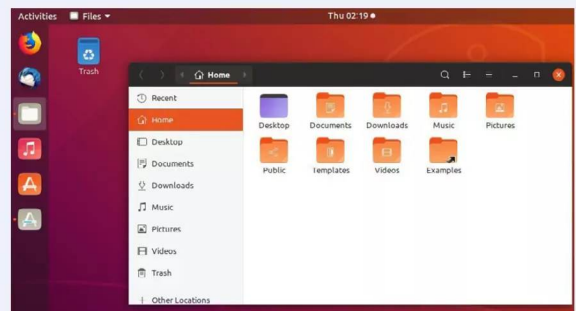 Activities Files Thu 02:19
Trash
Home
Recent
Home
Desktop
Documents
Downloads
Music
Pictures
Videos
Trash
Other Locations
Desktop Documents Downloads Music Pictures
Public Templates Videos Examples